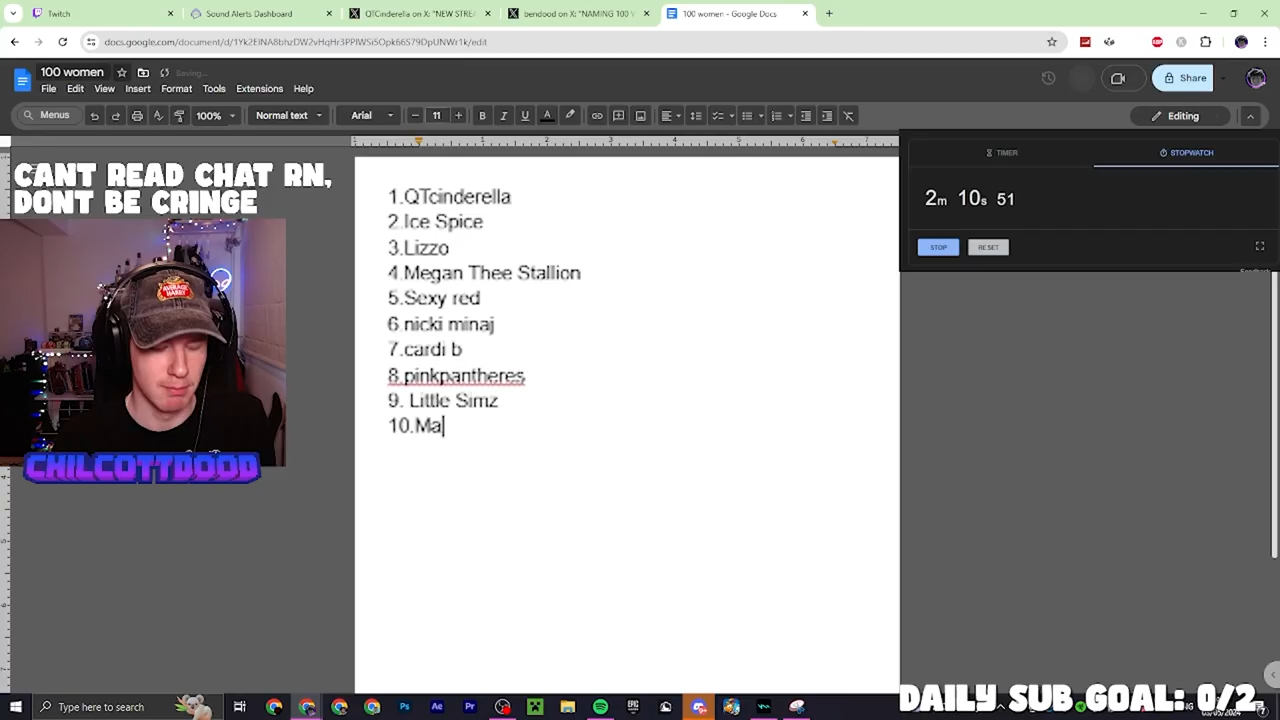 Twitch
Sound Alerts Dashboard
QTCinderella on X: "NEW STRE
bendood on X: "NAMING 100 V
100 women - Google Docs
docs.google.com/document/d/1Yk2EINA8bhzDW2vHqHr3PPlWSi5Opk66S79DpUNWr1k/edit
100 women
Saving...
File Edit View Insert Format Tools Extensions Help
Share
Menus
100%
Normal text
Arial
11
B I U A
Editing
TIMER
STOPWATCH
2m 10s 51
STOP
RESET
CANT READ CHAT RN,
DONT BE CRINGE
AVERAGE
HARRY
CHILCOTTDOOD
1.QTcinderella
2.Ice Spice
3.Lizzo
4.Megan Thee Stallion
5.Sexy red
6.nicki minaj
7.cardi b
8.pinkpantheres
9. Little Simz
10.Ma
DAILY SUB GOAL: 0/2
Type here to search